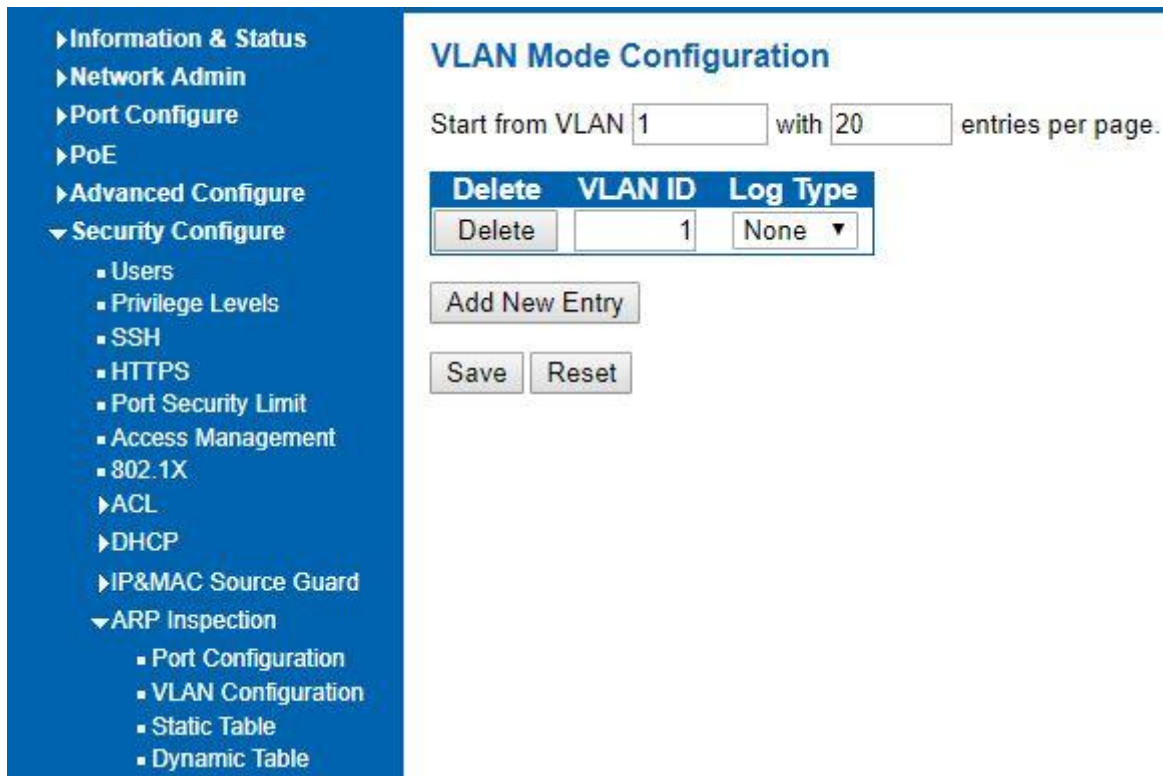 Information & Status
Network Admin
Port Configure
PoE
Advanced Configure
Security Configure
Users
Privilege Levels
SSH
HTTPS
Port Security Limit
Access Management
802.1X
ACL
DHCP
IP&MAC Source Guard
ARP Inspection
Port Configuration
VLAN Configuration
Static Table
Dynamic Table
VLAN Mode Configuration
Start from VLAN 1 with 20 entries per page.
Delete VLAN ID Log Type
Delete 1 None
Add New Entry
Save Reset